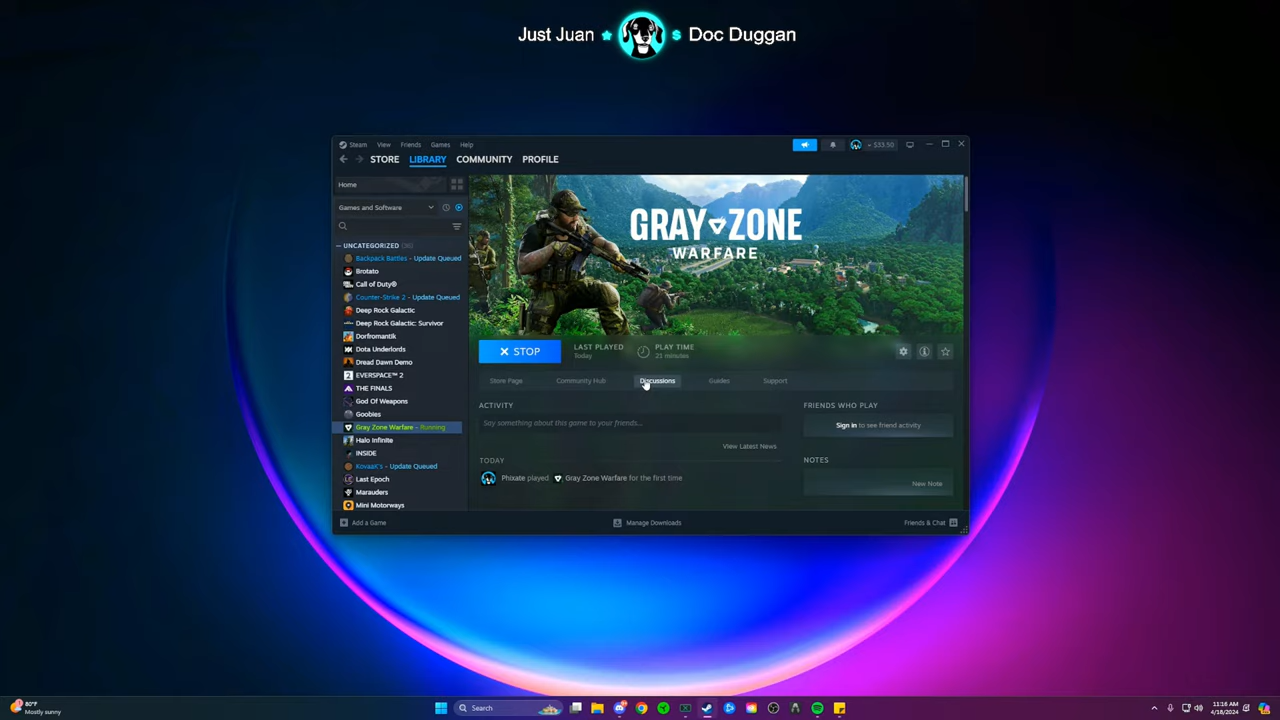 Just Juan $ Doc Duggan
Steam View Friends Games Help
$33.50
STORE LIBRARY COMMUNITY PROFILE
Home
Games and Software
UNCATEGORIZED
Backpack Battles - Update Queued
Brotato
Call of Duty®
Counter-Strike 2 - Update Queued
Deep Rock Galactic
Deep Rock Galactic: Survivor
Dorfromantik
Dota Underlords
Dread Dawn Demo
EVERSPACE™ 2
THE FINALS
God Of Weapons
Goobies
Gray Zone Warfare - Running
Halo Infinite
INSIDE
KovaaK's - Update Queued
Last Epoch
Marauders
Mini Motorways
GRAY ZONE
WARFARE
STOP
LAST PLAYED
Today
PLAY TIME
21 minutes
Store Page Community Hub Discussions Guides Support
ACTIVITY
Say something about this game to your friends...
View Latest News
TODAY
Phixate played Gray Zone Warfare for the first time
FRIENDS WHO PLAY
Sign in to see friend activity
NOTES
New Note
Add a Game
Manage Downloads
Friends & Chat
80°F
Mostly sunny
Search
11:16 AM
4/18/2024